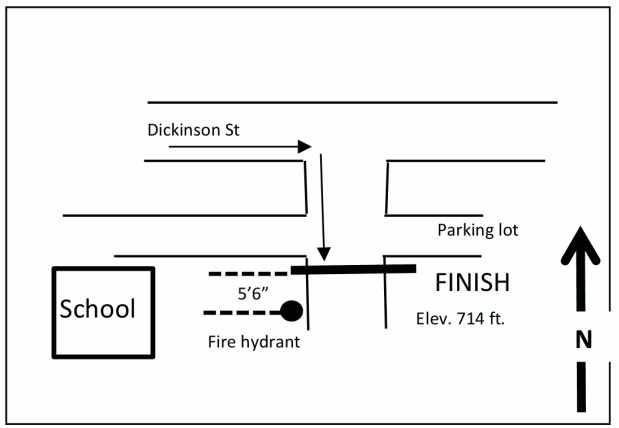 Dickinson St
Parking lot
School
5'6"
FINISH
Elev. 714 ft.
Fire hydrant
N